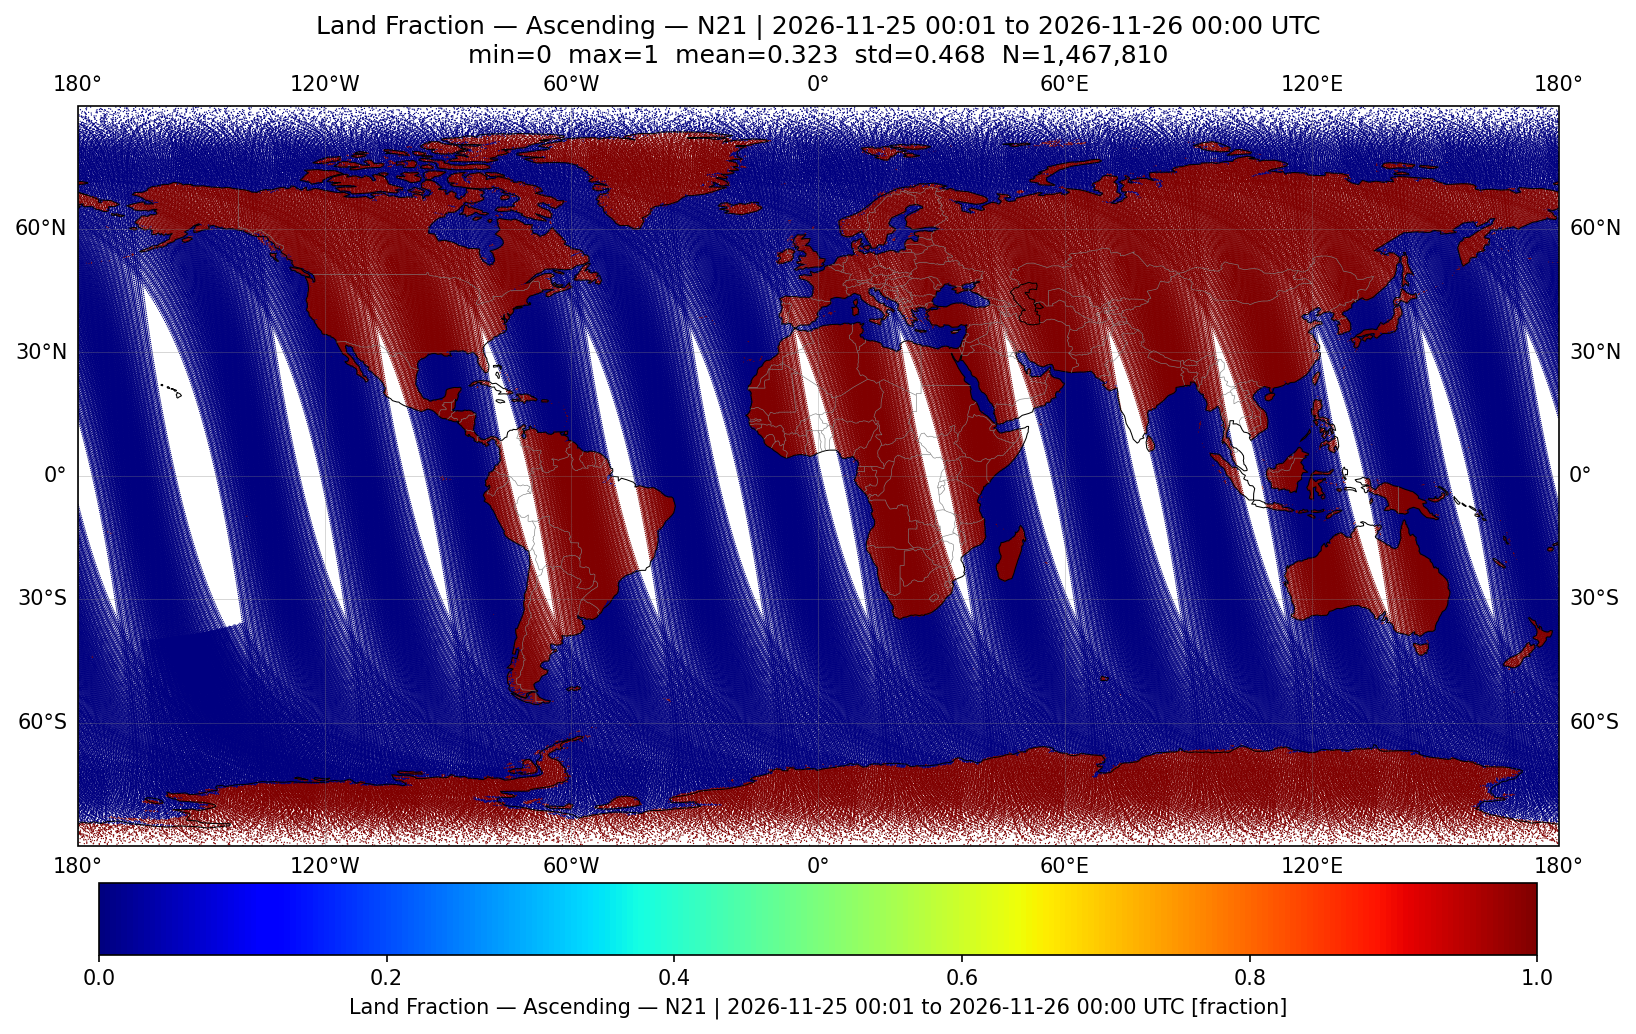 Land Fraction — Ascending — N21 | 2026-11-25 00:01 to 2026-11-26 00:00 UTC
min=0 max=1 mean=0.323 std=0.468 N=1,467,810
180° 120°W 60°W 0° 60°E 120°E 180°
60°N 60°N
30°N 30°N
0° 0°
30°S 30°S
60°S 60°S
180° 120°W 60°W 0° 60°E 120°E 180°
0.0 0.2 0.4 0.6 0.8 1.0
Land Fraction — Ascending — N21 | 2026-11-25 00:01 to 2026-11-26 00:00 UTC [fraction]